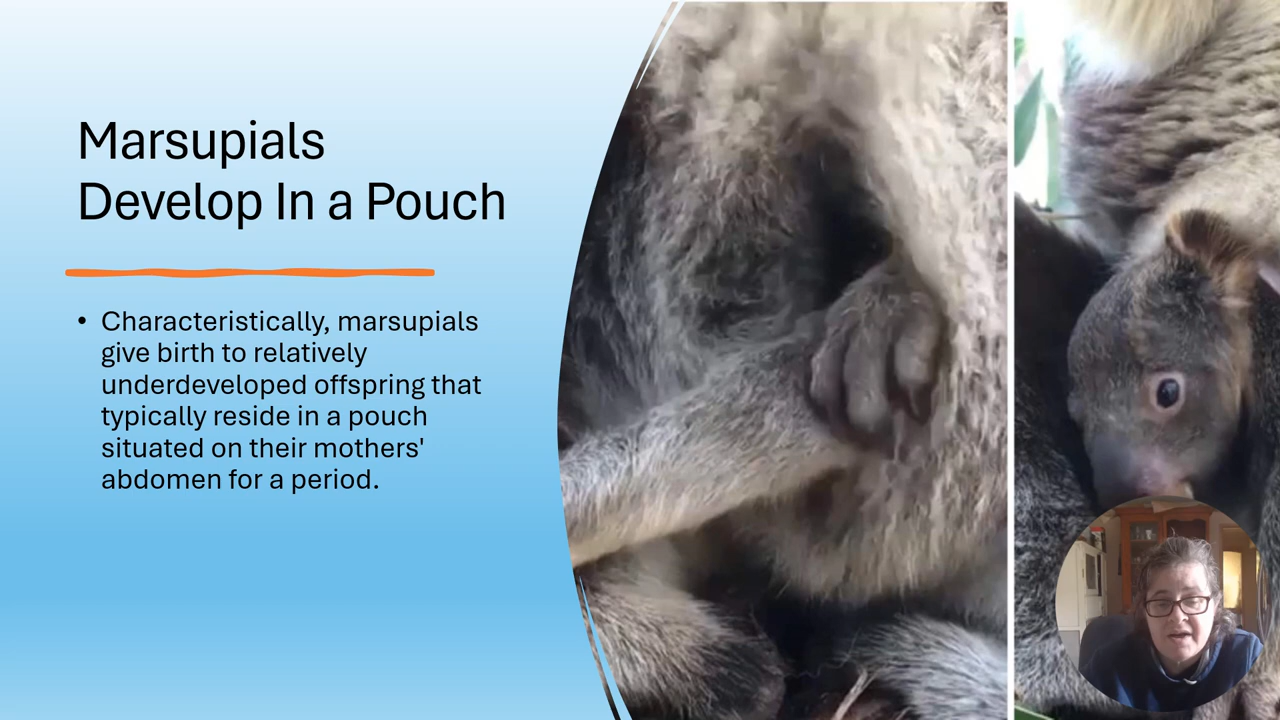 Marsupials
Develop In a Pouch
• Characteristically, marsupials
give birth to relatively
underdeveloped offspring that
typically reside in a pouch
situated on their mothers'
abdomen for a period.